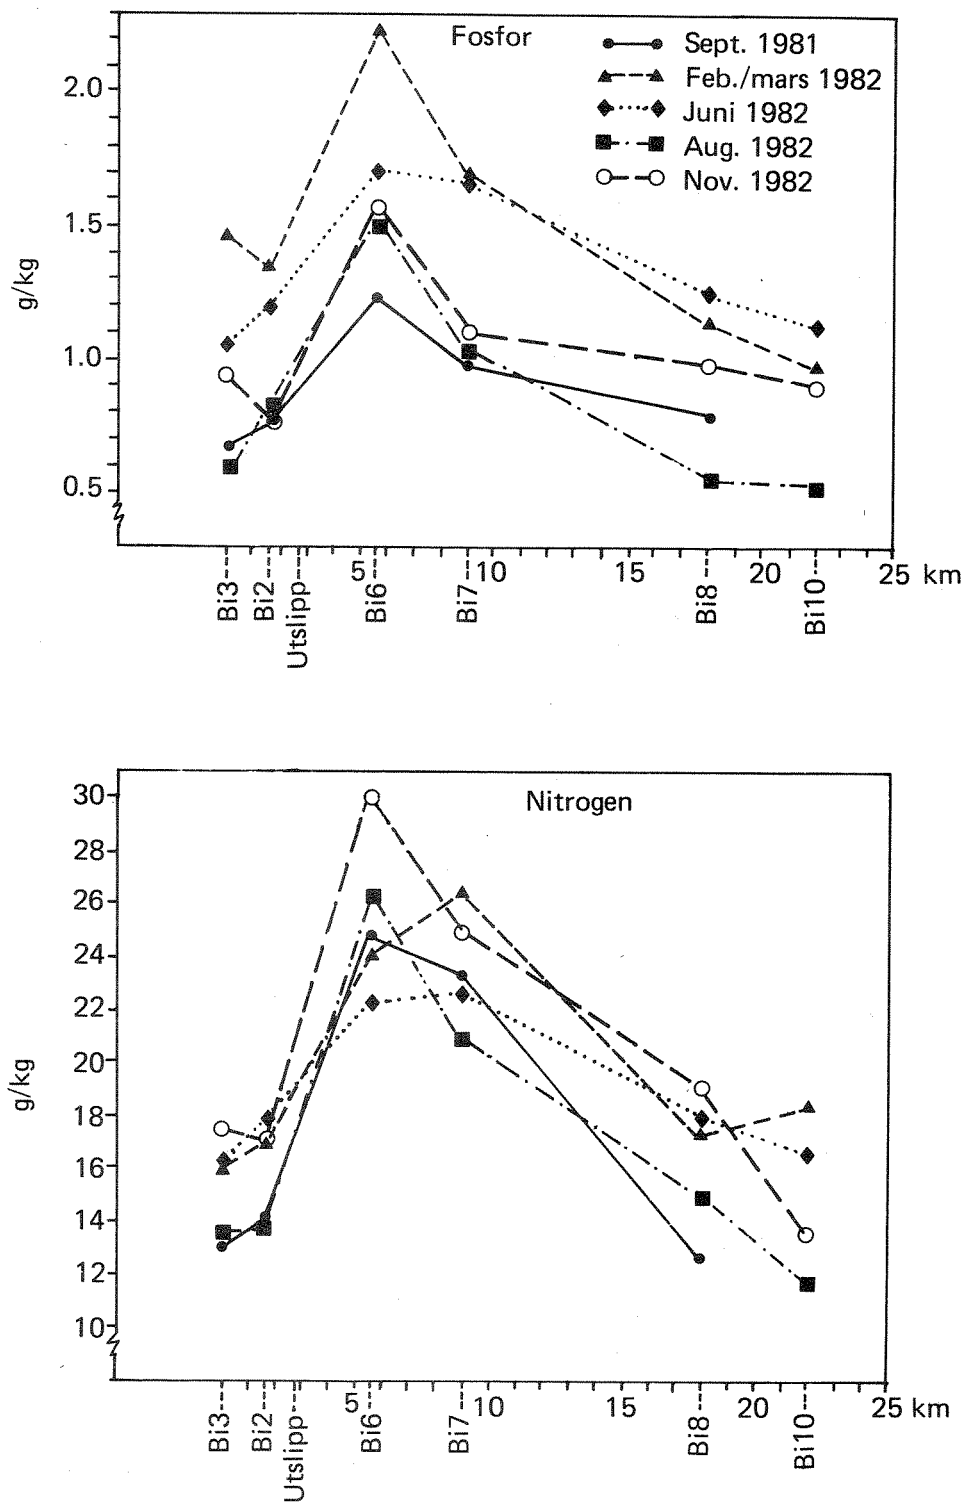 Fosfor
Sept. 1981
Feb./mars 1982
Juni 1982
Aug. 1982
Nov. 1982
2.0
1.5
1.0
0.5
g/kg
5 10 15 20 25 km
Bi3 Bi2 Utslipp Bi6 Bi7 Bi8 Bi10
Nitrogen
30
28
26
24
22
20
18
16
14
12
10
g/kg
5 10 15 20 25 km
Bi3 Bi2 Utslipp Bi6 Bi7 Bi8 Bi10